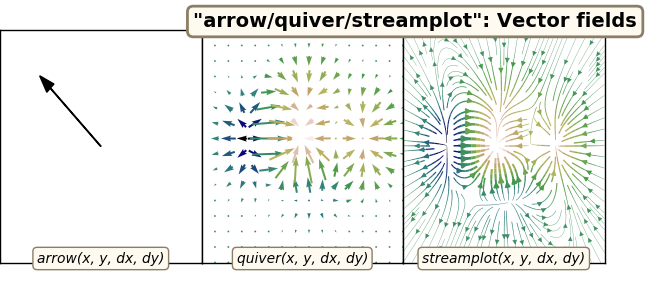 "arrow/quiver/streamplot": Vector fields
arrow(x, y, dx, dy)
quiver(x, y, dx, dy)
streamplot(x, y, dx, dy)